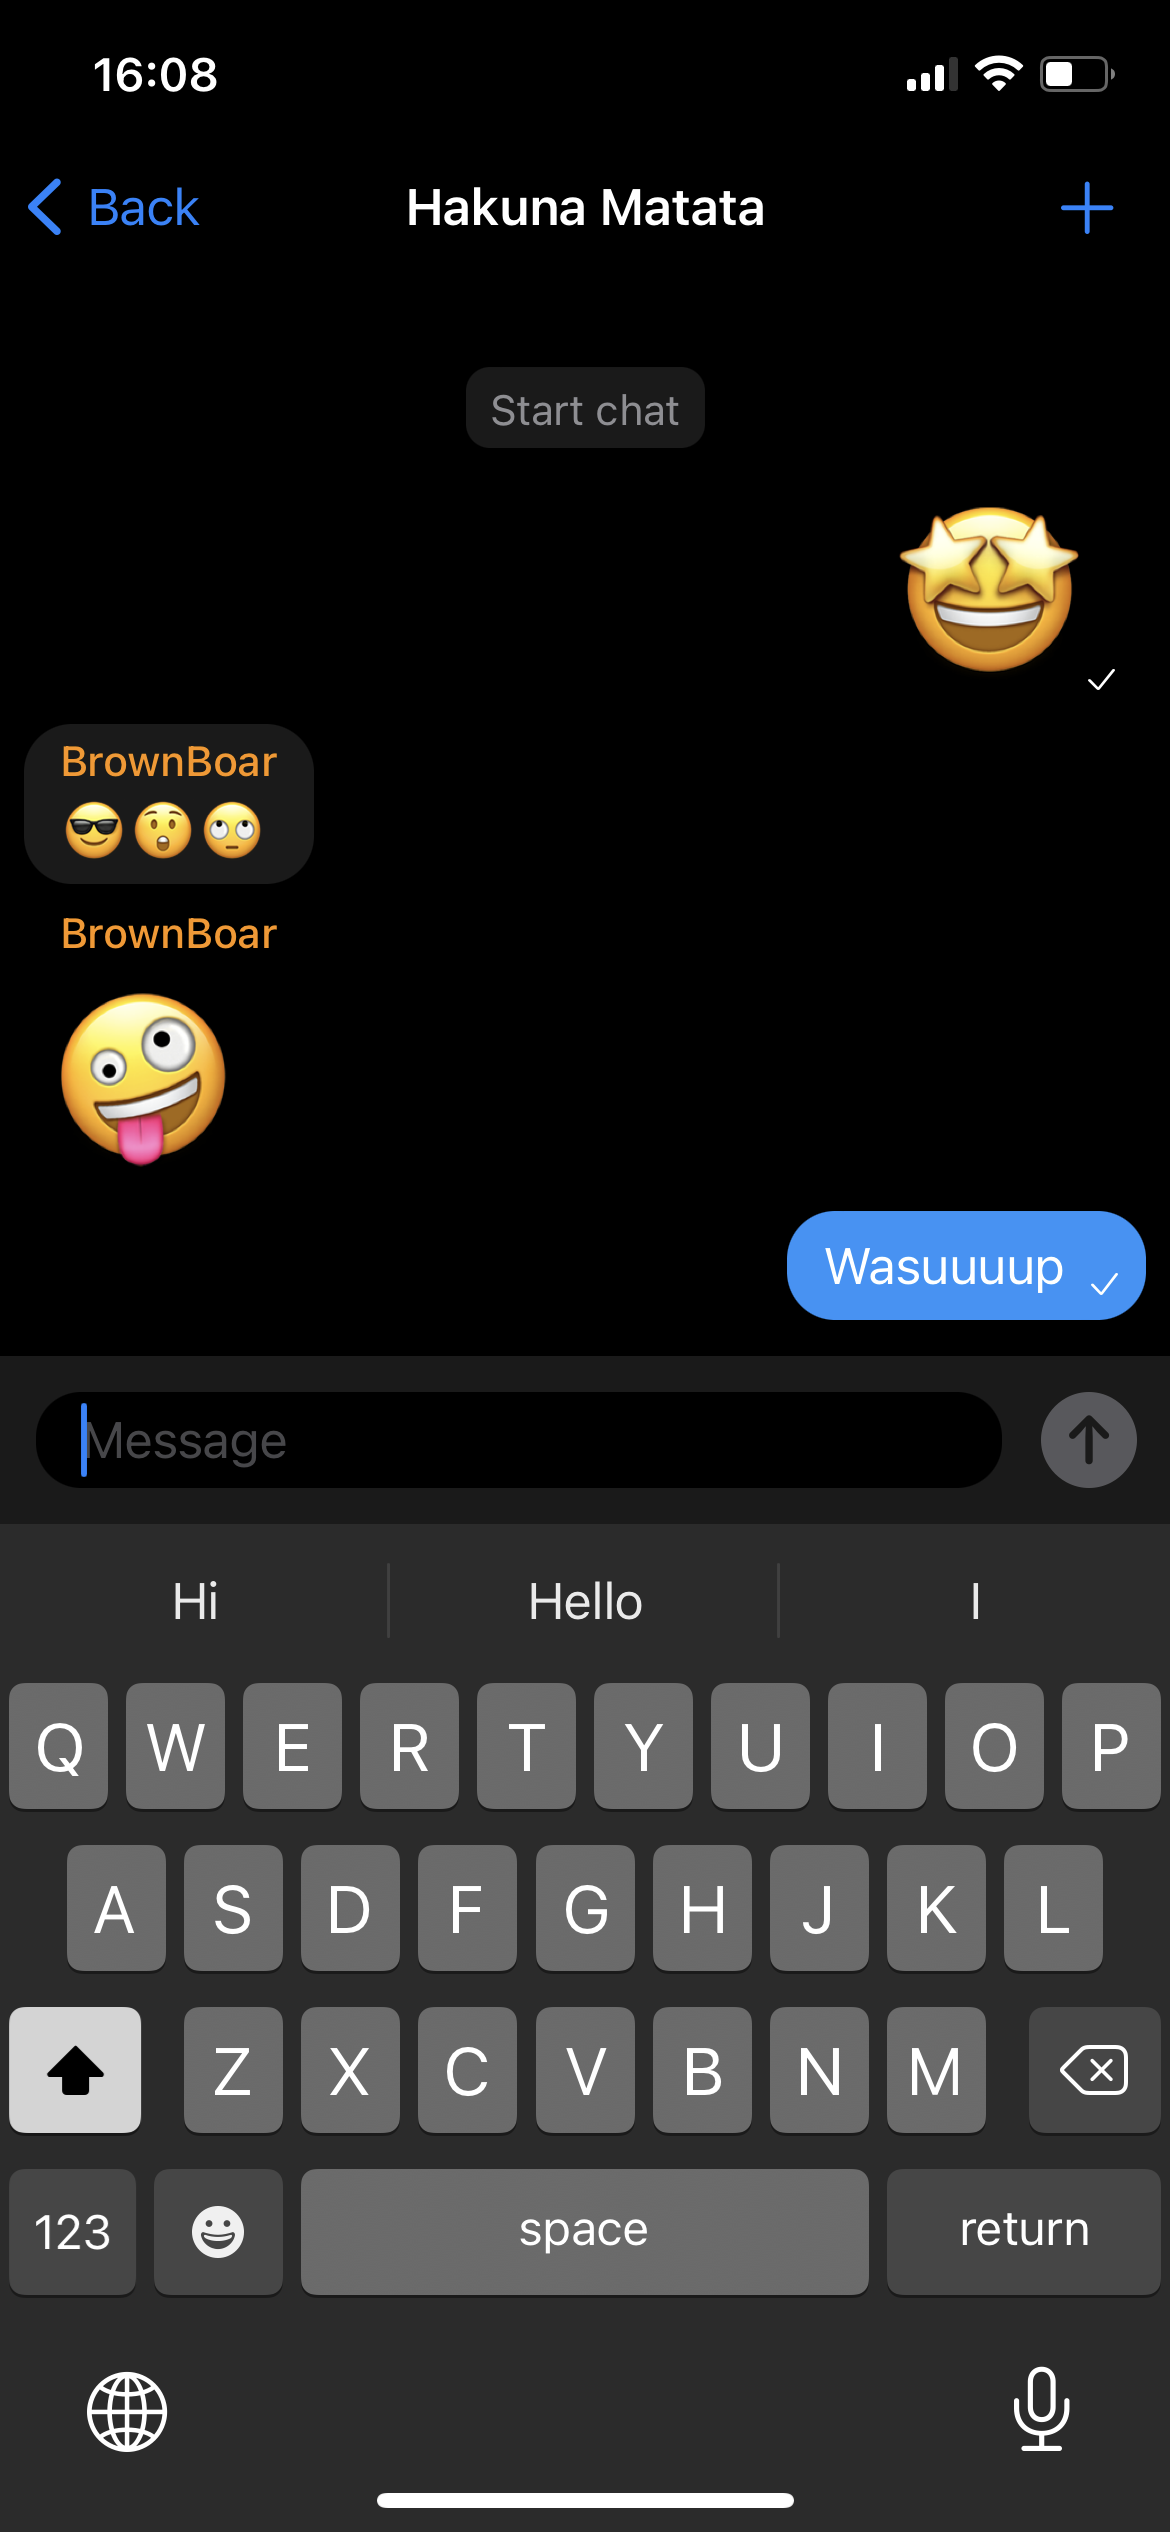 16:08
Back
Hakuna Matata
Start chat
🤩
BrownBoar
😎😲🙄
BrownBoar
🤪
Wasuuuup
Message
Hi
Hello
I
Q W E R T Y U I O P
A S D F G H J K L
Z X C V B N M
123
space
return